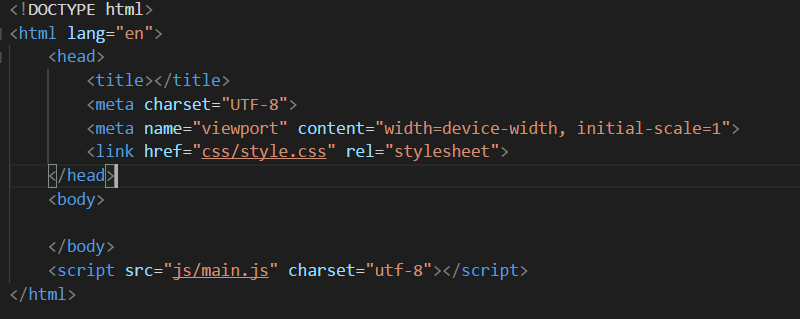 <!DOCTYPE html>
<html lang="en">
<head>
<title></title>
<meta charset="UTF-8">
<meta name="viewport" content="width=device-width, initial-scale=1">
<link href="css/style.css" rel="stylesheet">
</head>
<body>
</body>
<script src="js/main.js" charset="utf-8"></script>
</html>